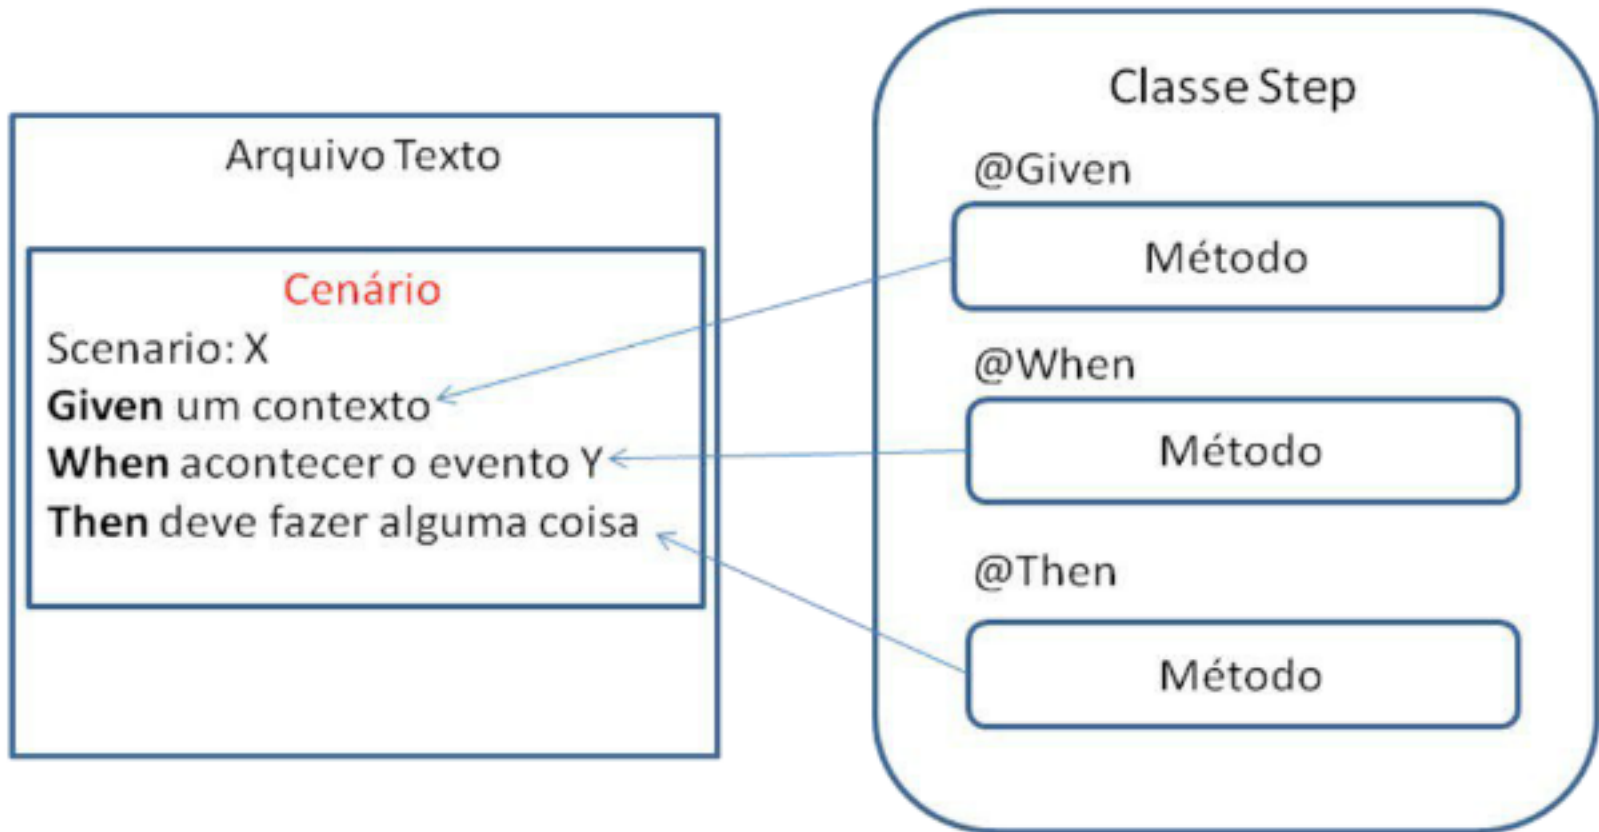 Arquivo Texto
Cenário
Scenario: X
Given um contexto
When acontecer o evento Y
Then deve fazer alguma coisa
Classe Step
@Given
Método
@When
Método
@Then
Método